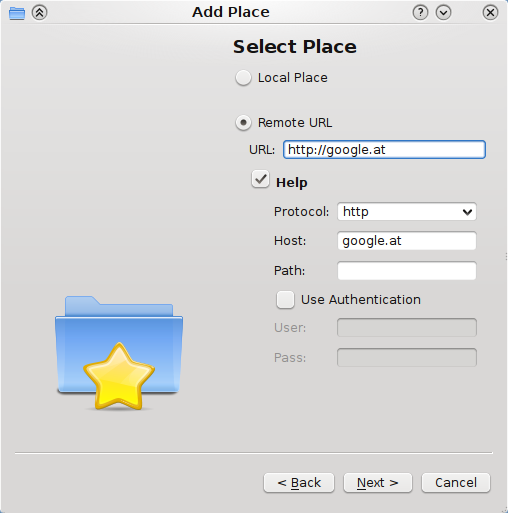 Add Place
Select Place
Local Place
Remote URL
URL: http://google.at
Help
Protocol: http
Host: google.at
Path:
Use Authentication
User:
Pass:
< Back Next > Cancel